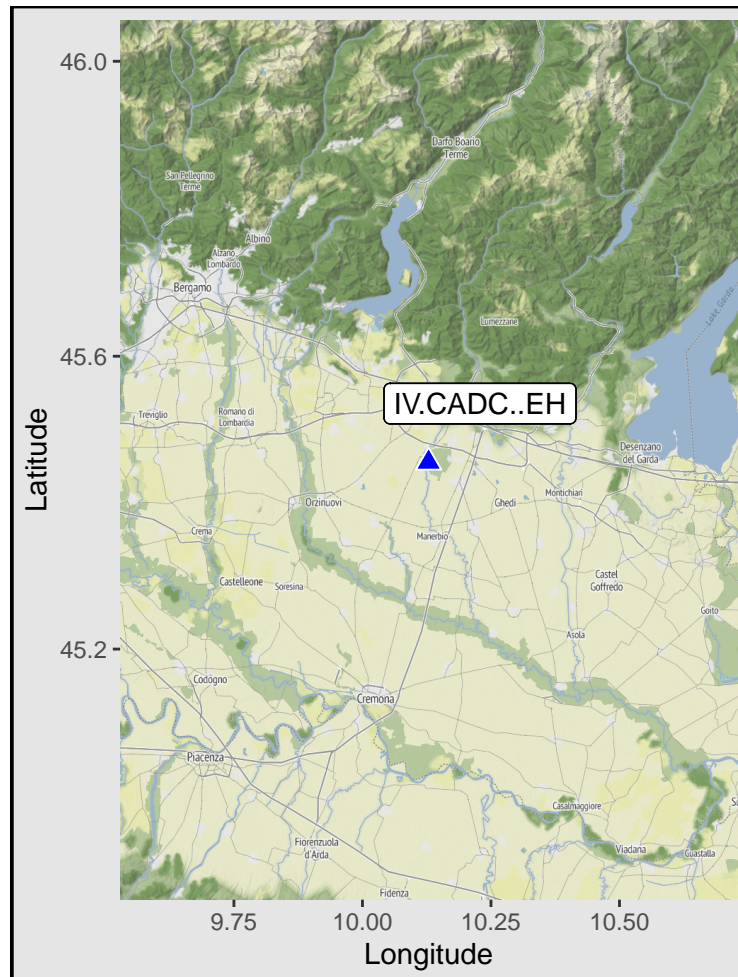 46.0
Darfo Boario
Terme
San Pellegrino
Terme
Albino
Alzano
Lombardo
Bergamo
Lake Garda
Lumezzane
45.6
IV.CADC..EH
Treviglio
Romano di
Lombardia
Desenzano
del Garda
Orzinuovi
Ghedi
Montichiari
Crema
Manerbio
Castelleone
Soresina
Castel
Goffredo
Goito
Asola
45.2
Codogno
Cremona
Piacenza
Casalmaggiore
Fiorenzuola
d'Arda
Viadana
Guastalla
Fidenza
9.75
10.00
10.25
10.50
Longitude
Latitude